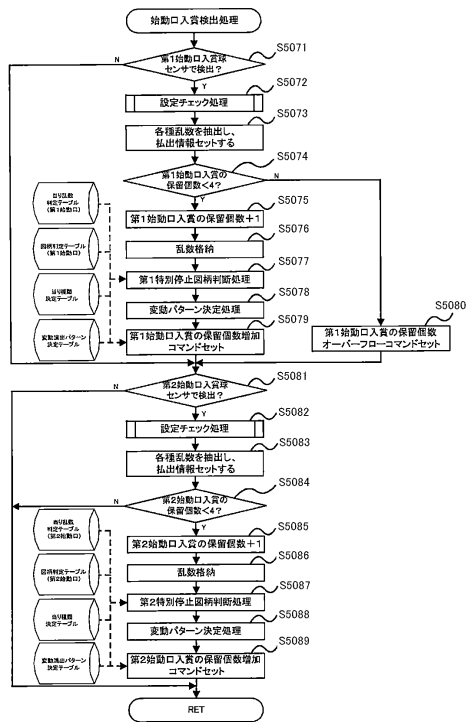 始動口入賞検出処理
S5071
第1始動口入賞球
センサで検出?
N
Y
S5072
設定チェック処理
S5073
各種乱数を抽出し、
払出情報セットする
S5074
第1始動口入賞の
保留個数<4?
N
Y
S5075
第1始動口入賞の保留個数+1
当り乱数
判定テーブル
(第1始動口)
S5076
乱数格納
図柄判定テーブル
(第1始動口)
S5077
第1特別停止図柄判断処理
当り種類
決定テーブル
S5078
変動パターン決定処理
変動演出パターン
決定テーブル
S5079
第1始動口入賞の保留個数増加
コマンドセット
S5080
第1始動口入賞の保留個数
オーバーフローコマンドセット
S5081
第2始動口入賞球
センサで検出?
N
Y
S5082
設定チェック処理
S5083
各種乱数を抽出し、
払出情報セットする
S5084
第2始動口入賞の
保留個数<4?
N
Y
S5085
第2始動口入賞の保留個数+1
当り乱数
判定テーブル
(第2始動口)
S5086
乱数格納
図柄判定テーブル
(第2始動口)
S5087
第2特別停止図柄判断処理
当り種類
決定テーブル
S5088
変動パターン決定処理
変動演出パターン
決定テーブル
S5089
第2始動口入賞の保留個数増加
コマンドセット
RET